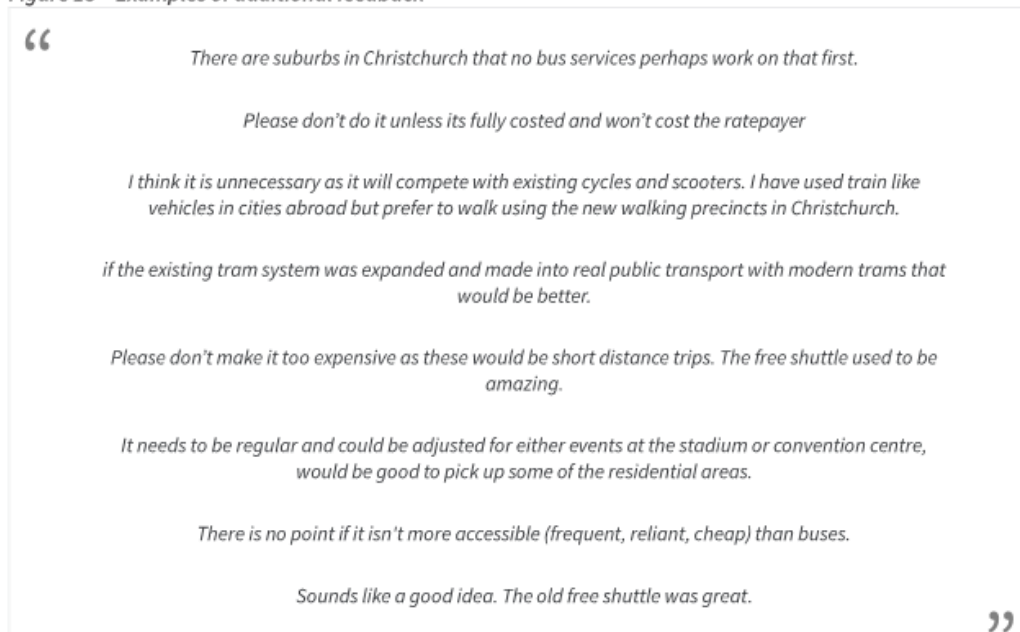 “
There are suburbs in Christchurch that no bus services perhaps work on that first.
Please don’t do it unless its fully costed and won’t cost the ratepayer
I think it is unnecessary as it will compete with existing cycles and scooters. I have used train like
vehicles in cities abroad but prefer to walk using the new walking precincts in Christchurch.
if the existing tram system was expanded and made into real public transport with modern trams that
would be better.
Please don’t make it too expensive as these would be short distance trips. The free shuttle used to be
amazing.
It needs to be regular and could be adjusted for either events at the stadium or convention centre,
would be good to pick up some of the residential areas.
There is no point if it isn't more accessible (frequent, reliant, cheap) than buses.
Sounds like a good idea. The old free shuttle was great.
”